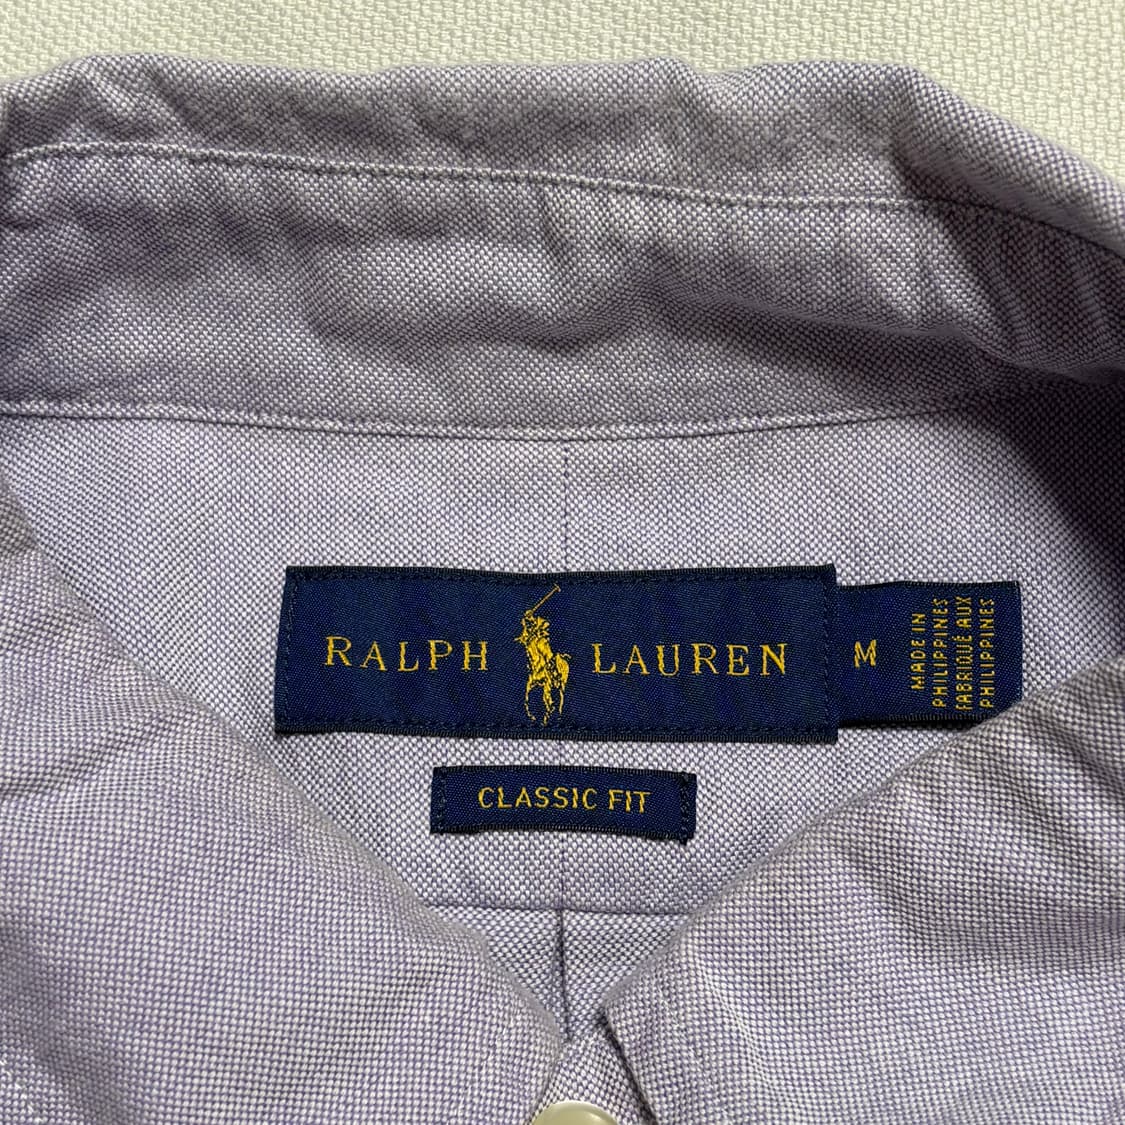 RALPH LAUREN
M
MADE IN
PHILIPPINES
FABRIQUÉ AUX
PHILIPPINES
CLASSIC FIT